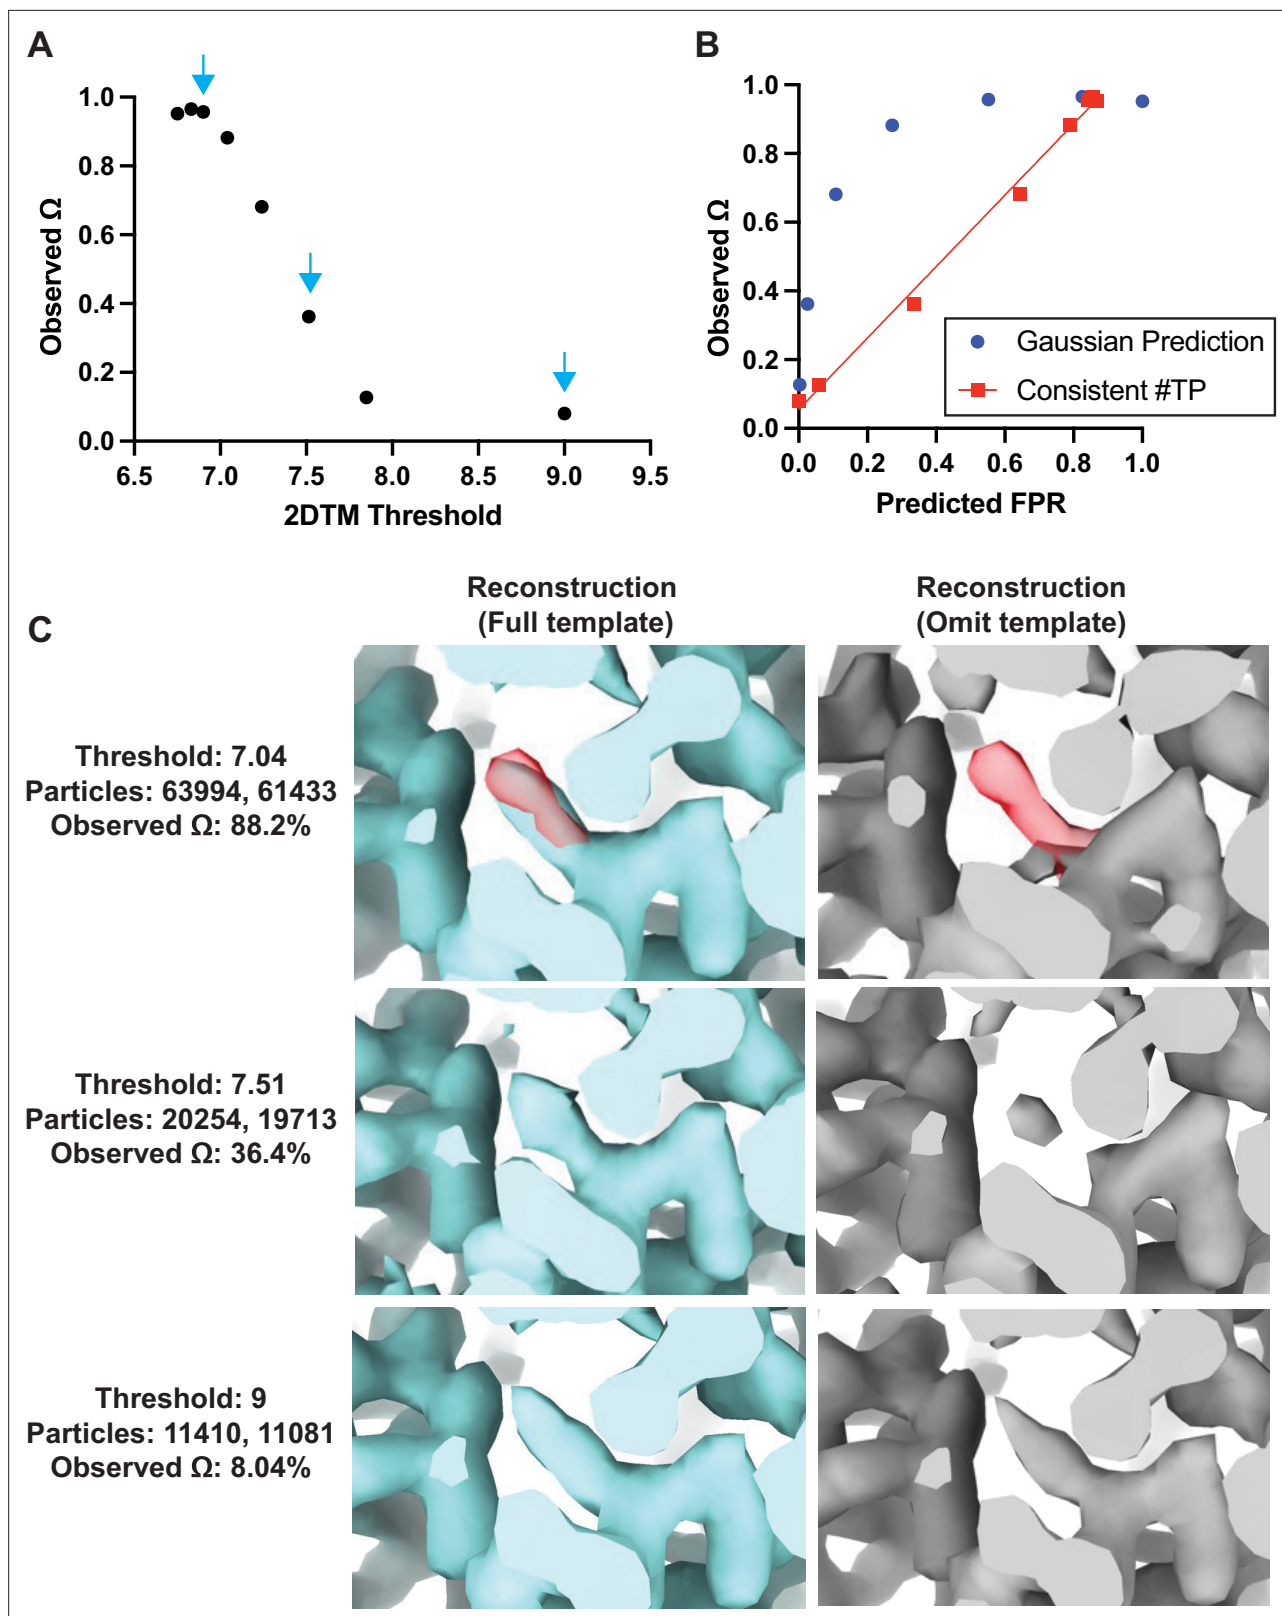 A
1.0
0.8
0.6
0.4
0.2
0.0
Observed Ω
6.5 7.0 7.5 8.0 8.5 9.0 9.5
2DTM Threshold
B
1.0
0.8
0.6
0.4
0.2
0.0
Observed Ω
0.0 0.2 0.4 0.6 0.8 1.0
Predicted FPR
Gaussian Prediction
Consistent #TP
C
Reconstruction
(Full template)
Reconstruction
(Omit template)
Threshold: 7.04
Particles: 63994, 61433
Observed Ω: 88.2%
Threshold: 7.51
Particles: 20254, 19713
Observed Ω: 36.4%
Threshold: 9
Particles: 11410, 11081
Observed Ω: 8.04%